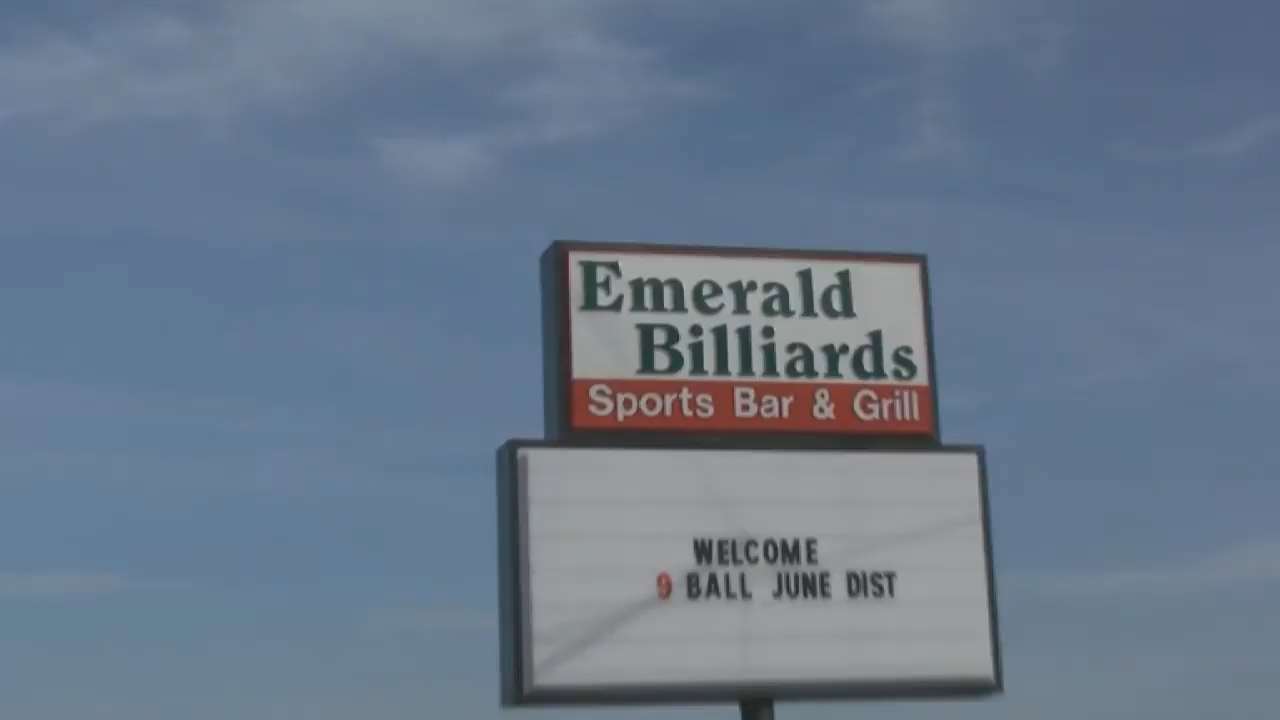 Emerald
Billiards
Sports Bar & Grill
WELCOME
9 BALL JUNE DIST